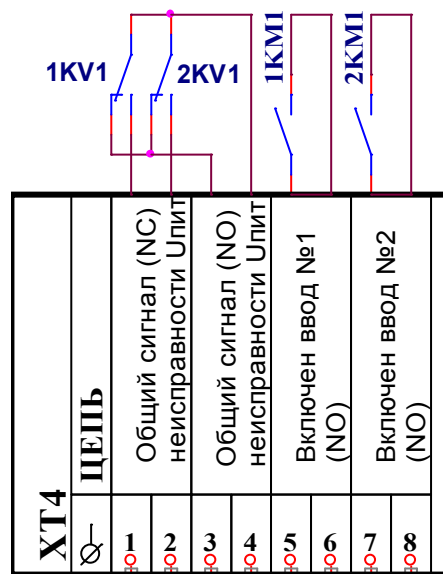 1KV1
2KV1
1KM1
2KM1
XT4
ЦЕПЬ
Общий сигнал (NC)
неисправности Uпит
Общий сигнал (NO)
неисправности Uпит
Включен ввод №1
(NO)
Включен ввод №2
(NO)
1 2 3 4 5 6 7 8